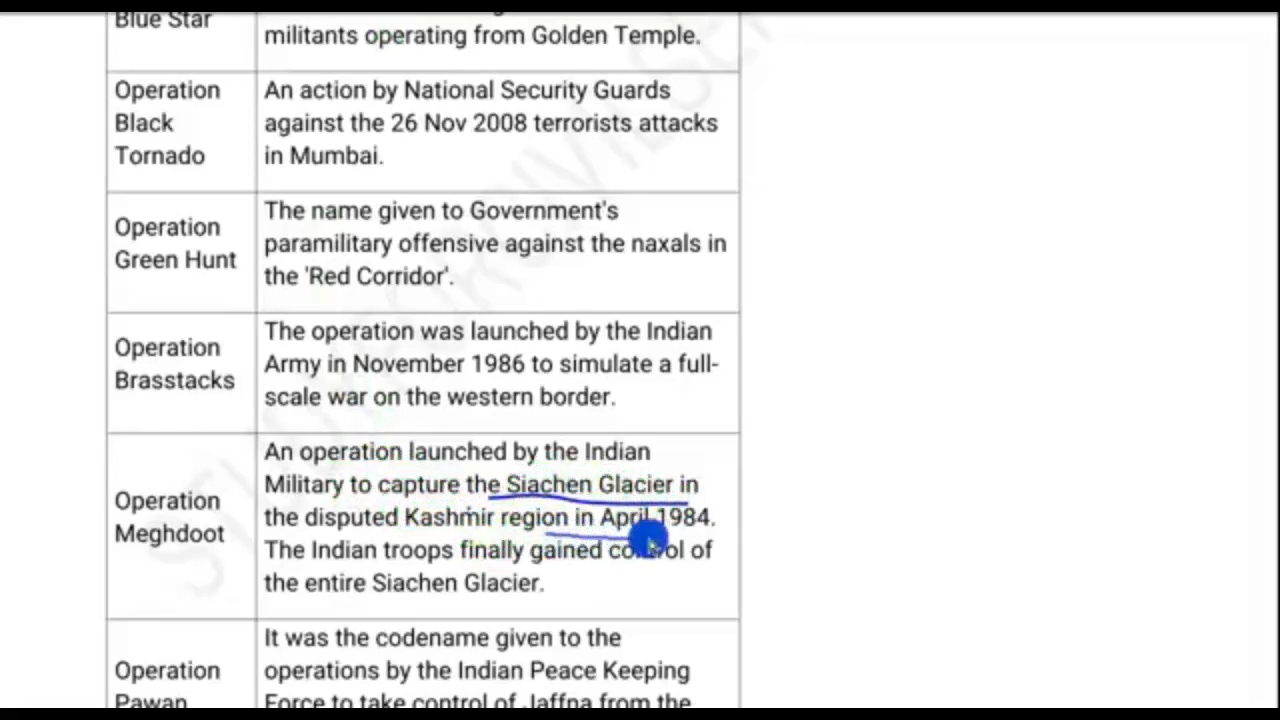 Blue Star
militants operating from Golden Temple.
Operation
Black
Tornado
An action by National Security Guards
against the 26 Nov 2008 terrorists attacks
in Mumbai.
Operation
Green Hunt
The name given to Government's
paramilitary offensive against the naxals in
the 'Red Corridor'.
Operation
Brasstacks
The operation was launched by the Indian
Army in November 1986 to simulate a full-
scale war on the western border.
Operation
Meghdoot
An operation launched by the Indian
Military to capture the Siachen Glacier in
the disputed Kashmir region in April 1984.
The Indian troops finally gained control of
the entire Siachen Glacier.
Operation
Pawan
It was the codename given to the
operations by the Indian Peace Keeping
Force to take control of Jaffna from the